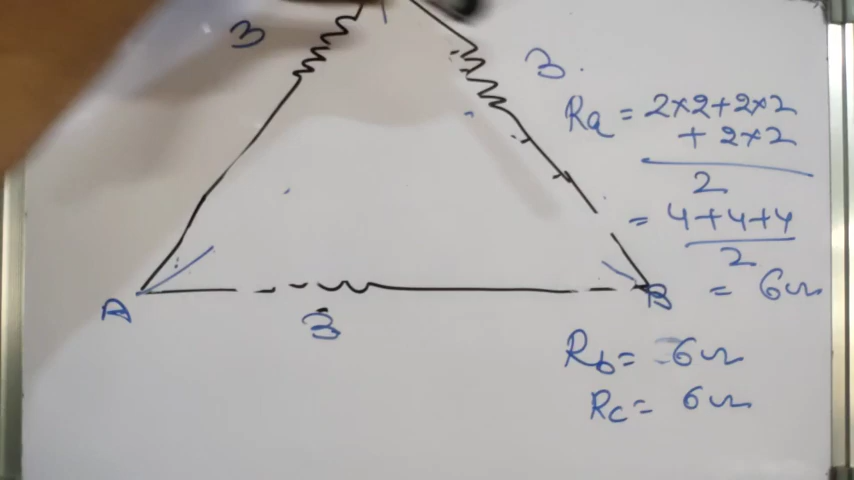 3
3.
Ra = 2×2+2×2
+ 2×2
2
= 4+4+4
2
= 6Ω
A
B
3
Rb = 6Ω
Rc = 6Ω